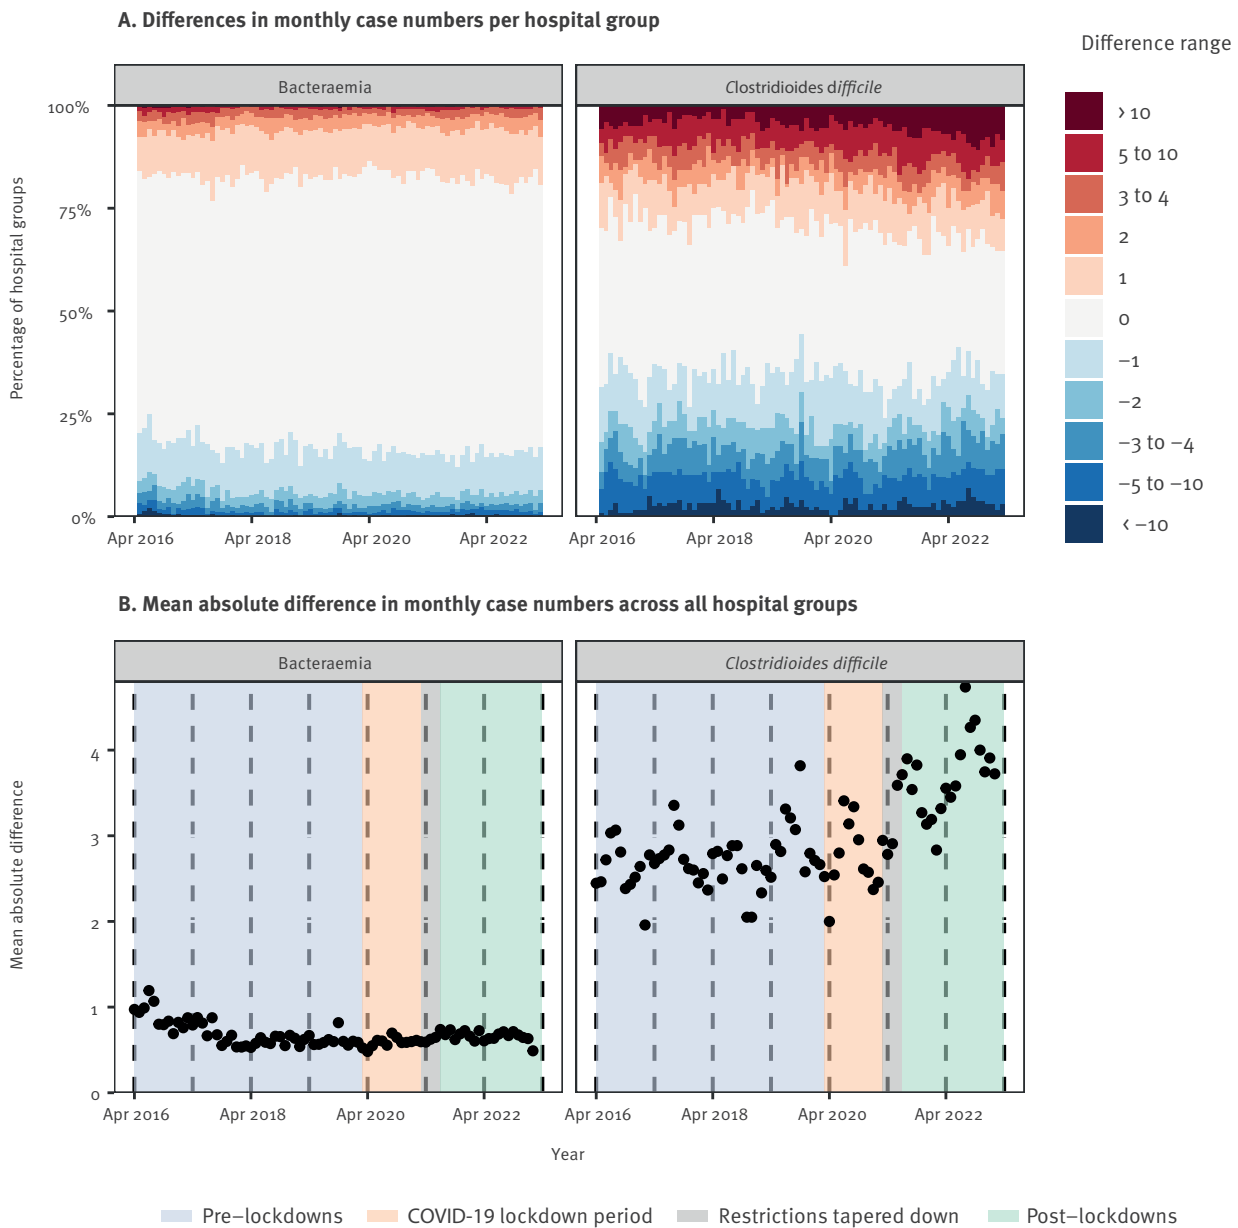 A. Differences in monthly case numbers per hospital group
Difference range
Bacteraemia
Clostridioides difficile
100%
75%
50%
25%
0%
Percentage of hospital groups
Apr 2016
Apr 2018
Apr 2020
Apr 2022
Apr 2016
Apr 2018
Apr 2020
Apr 2022
> 10
5 to 10
3 to 4
2
1
0
−1
−2
−3 to −4
−5 to −10
< −10
B. Mean absolute difference in monthly case numbers across all hospital groups
Bacteraemia
Clostridioides difficile
4
3
2
1
0
Mean absolute difference
Apr 2016
Apr 2018
Apr 2020
Apr 2022
Apr 2016
Apr 2018
Apr 2020
Apr 2022
Year
Pre−lockdowns
COVID-19 lockdown period
Restrictions tapered down
Post−lockdowns